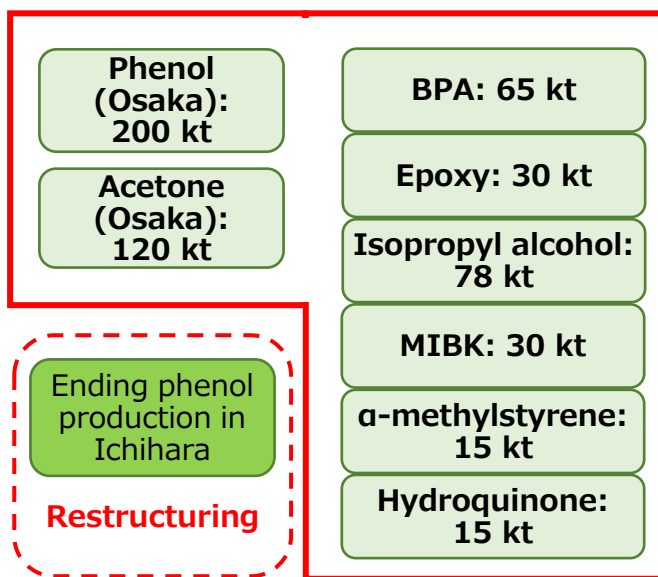 Phenol
(Osaka):
200 kt
Acetone
(Osaka):
120 kt
Ending phenol
production in
Ichihara
Restructuring
BPA: 65 kt
Epoxy: 30 kt
Isopropyl alcohol:
78 kt
MIBK: 30 kt
α-methylstyrene:
15 kt
Hydroquinone:
15 kt